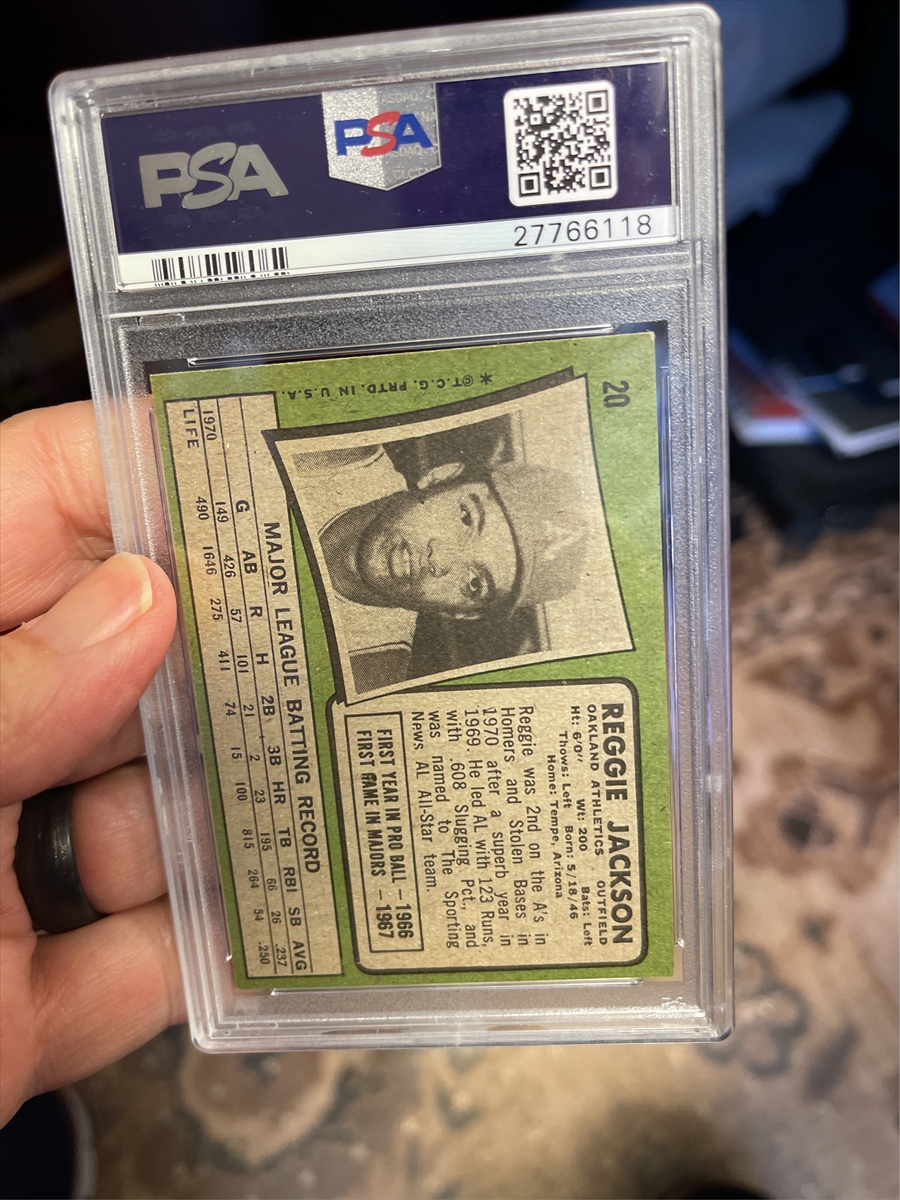 PSA
PSA
27766118
20
* © T.C.G. PRTD. IN U.S.A.
REGGIE JACKSON
OAKLAND ATHLETICS OUTFIELD
Ht: 6'0" Wt: 200 Bats: Left
Thows: Left Born: 5/18/46
Home: Tempe, Arizona
Reggie was 2nd on the A's in
Homers and Stolen Bases in
1970 after a superb year in
1969. He led AL with 123 Runs,
with .608 Slugging Pct., and
was named to The Sporting
News AL All-Star team.
FIRST YEAR IN PRO BALL — 1966
FIRST GAME IN MAJORS — 1967
MAJOR LEAGUE BATTING RECORD
G AB R H 2B 3B HR TB RBI SB AVG
1970 149 426 57 101 21 2 23 195 66 26 .237
LIFE 490 1646 275 411 74 15 100 815 264 54 .250